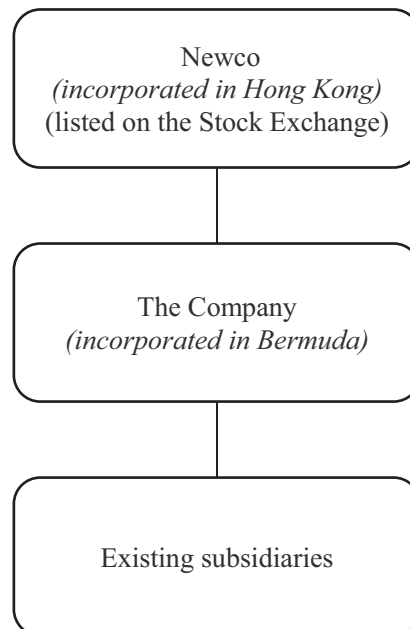 Newco
(incorporated in Hong Kong)
(listed on the Stock Exchange)
The Company
(incorporated in Bermuda)
Existing subsidiaries